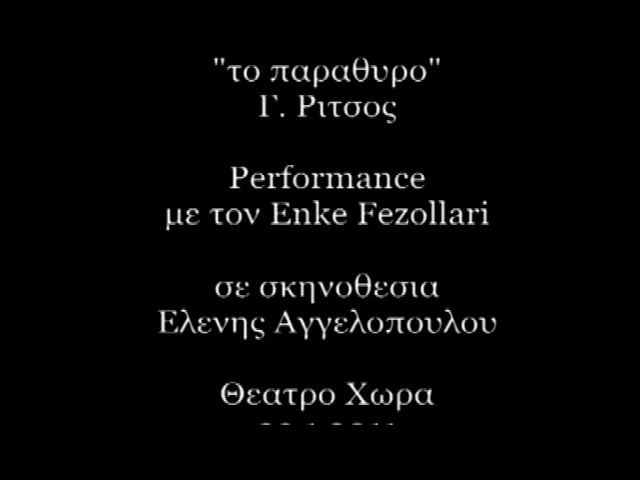 "το παραθυρο"
Γ. Ριτσος
Performance
με τον Enke Fezollari
σε σκηνοθεσια
Ελενης Αγγελοπουλου
Θεατρο Χωρα